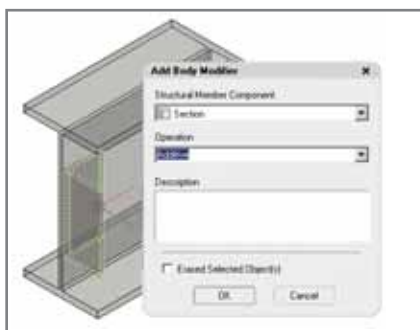 Add Body Modifier
Structural Member Component
Section
Operation
Additive
Description
Erased Selected Object(s)
OK
Cancel